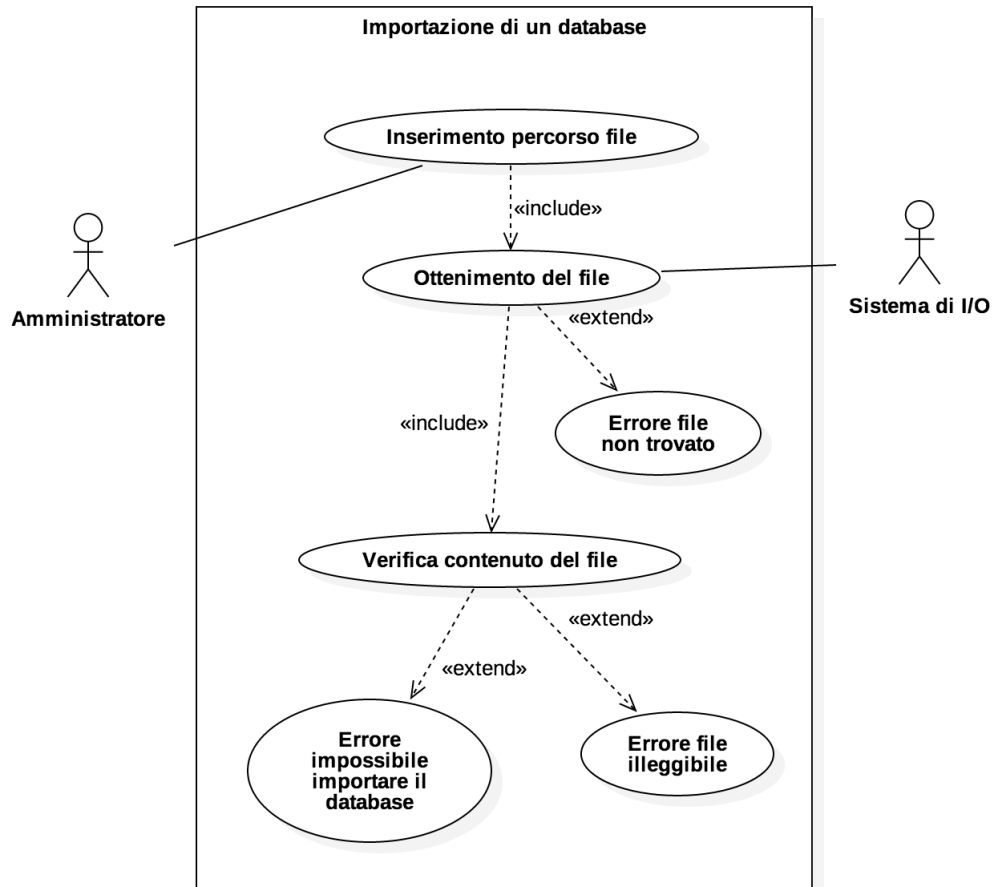 Importazione di un database
Inserimento percorso file
«include»
Ottenimento del file
Amministratore
Sistema di I/O
«extend»
«include»
Errore file
non trovato
Verifica contenuto del file
«extend»
«extend»
Errore
impossibile
importare il
database
Errore file
illeggibile